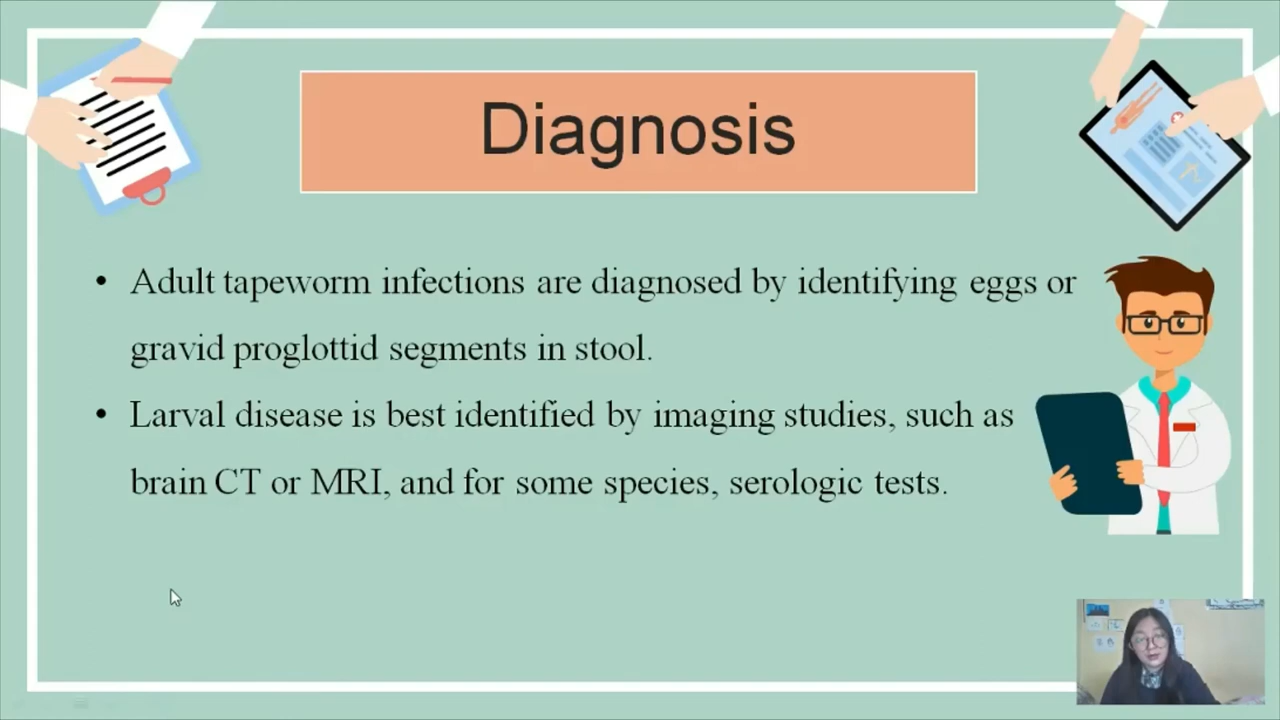 Diagnosis
• Adult tapeworm infections are diagnosed by identifying eggs or
gravid proglottid segments in stool.
• Larval disease is best identified by imaging studies, such as
brain CT or MRI, and for some species, serologic tests.